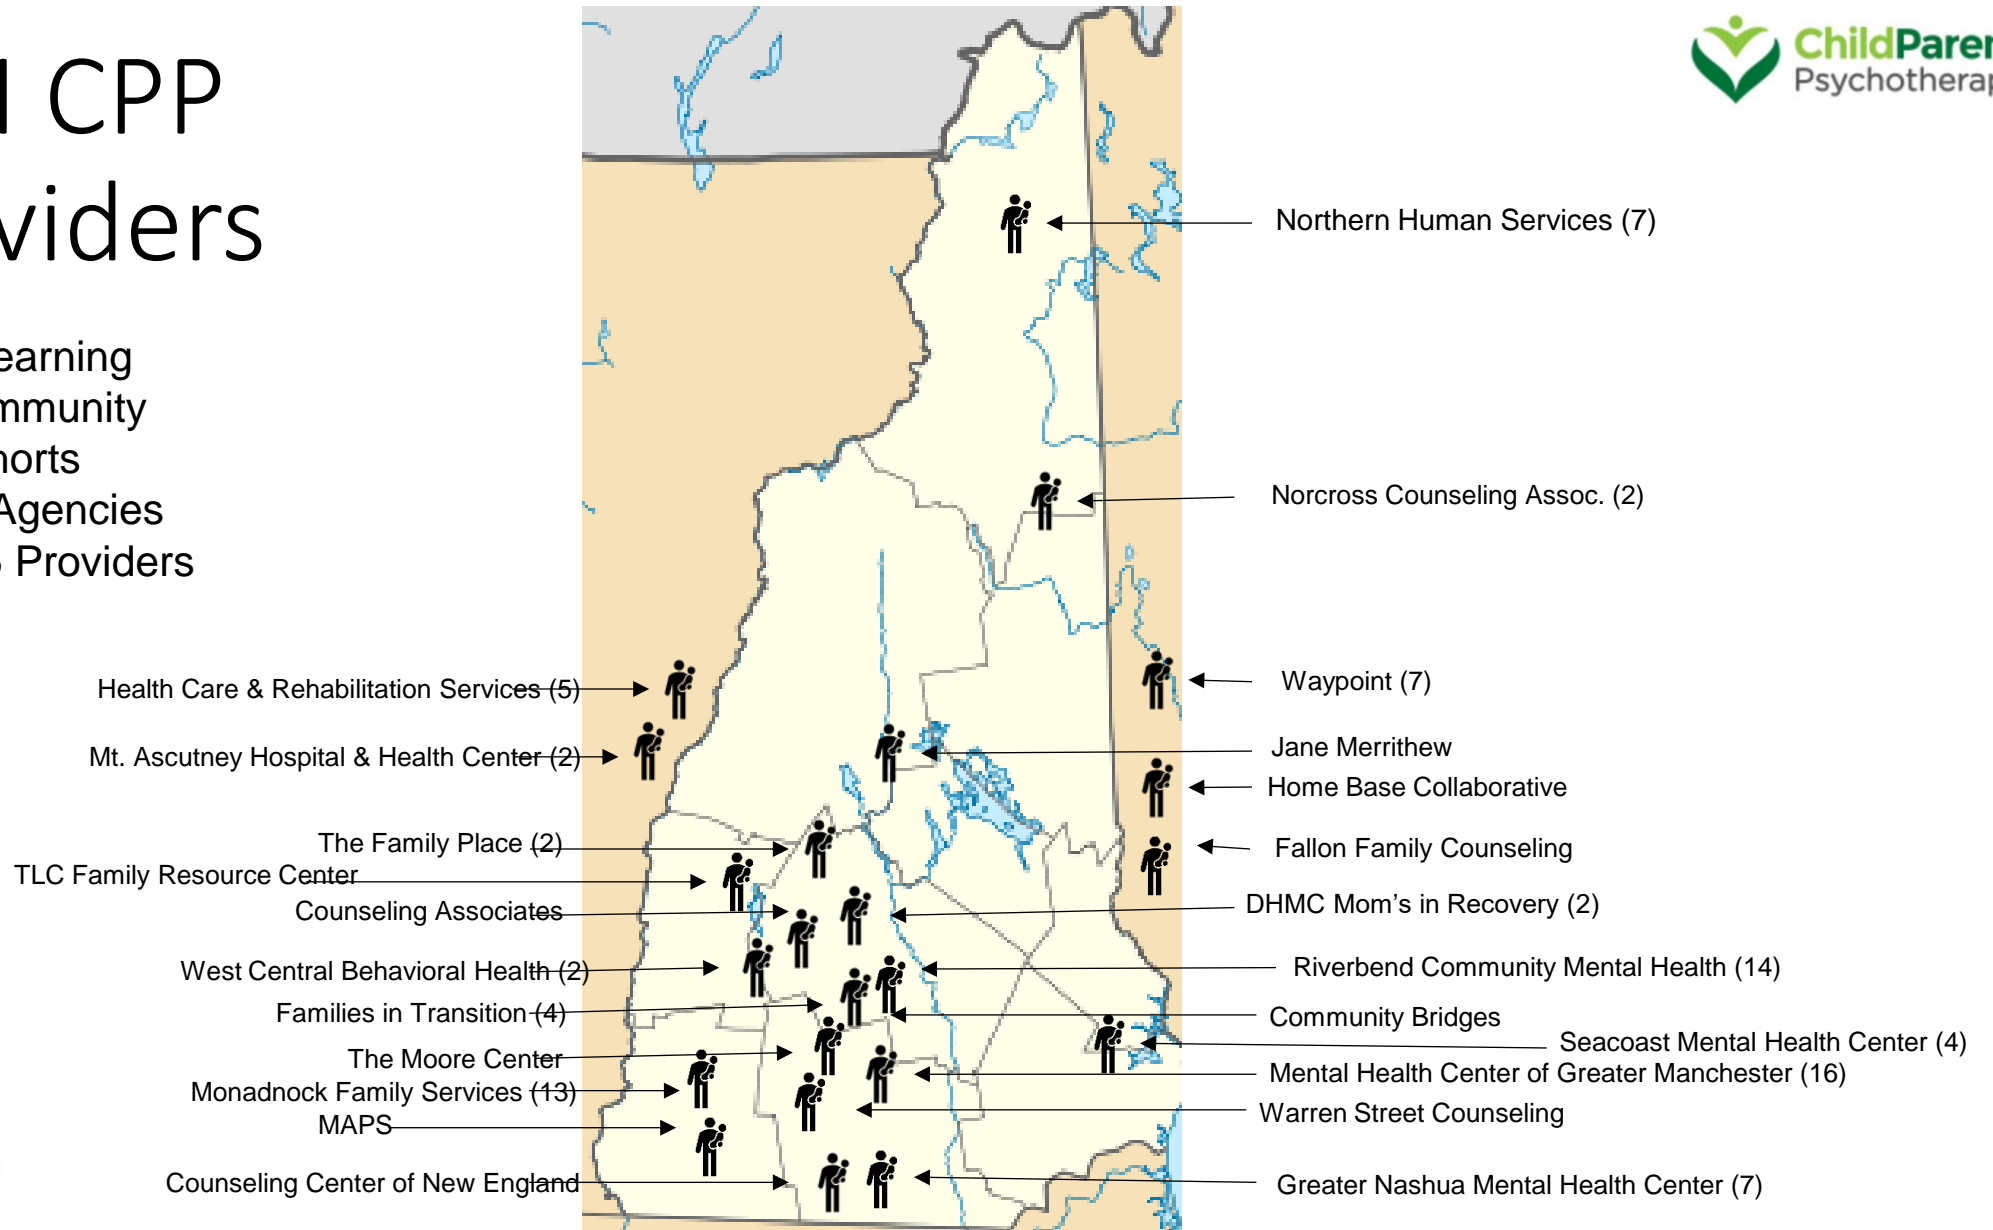 CPP
viders
earning
mmunity
horts
Agencies
Providers
ChildParen
Psychotherap
Northern Human Services (7)
Norcross Counseling Assoc. (2)
Waypoint (7)
Jane Merrithew
Home Base Collaborative
Fallon Family Counseling
DHMC Mom's in Recovery (2)
Riverbend Community Mental Health (14)
Community Bridges
Seacoast Mental Health Center (4)
Mental Health Center of Greater Manchester (16)
Warren Street Counseling
Greater Nashua Mental Health Center (7)
Health Care & Rehabilitation Services (5)
Mt. Ascutney Hospital & Health Center (2)
The Family Place (2)
TLC Family Resource Center
Counseling Associates
West Central Behavioral Health (2)
Families in Transition (4)
The Moore Center
Monadnock Family Services (13)
MAPS
Counseling Center of New England